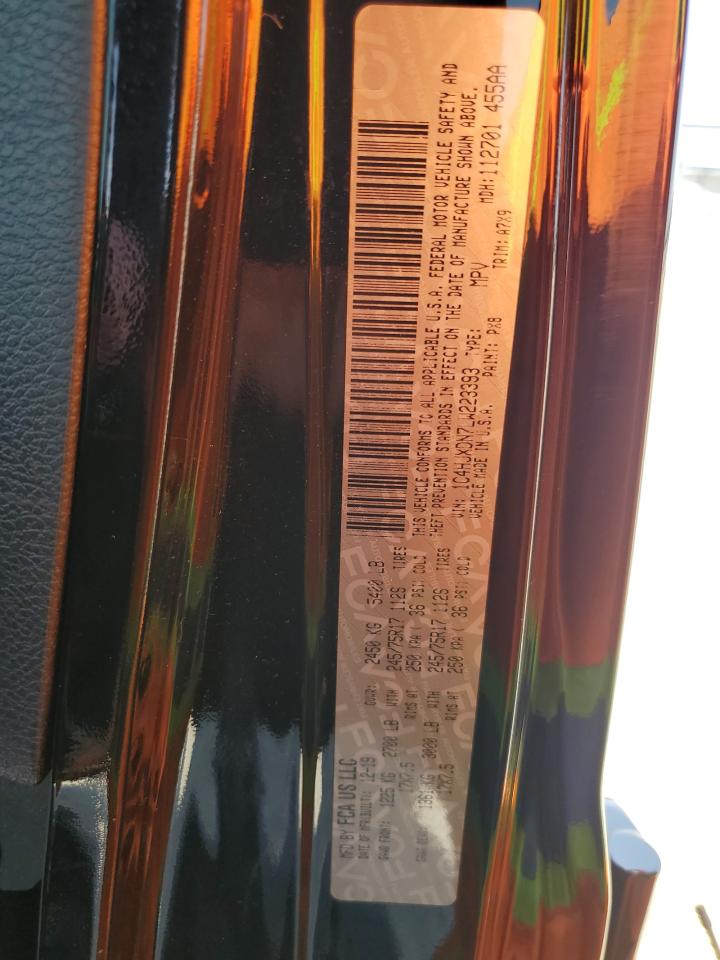 MFD BY FCA US LLC
DATE OF MFR(BUILT): 12-19 GVWR: 2450 KG 5400 LB
GAWR FRONT: 1225 KG 2700 LB WITH 245/75R17 112S TIRES
17X7.5 RIMS AT 250 KPA( 36 PSI) COLD
GAWR REAR: 1361 KG 3000 LB WITH 245/75R17 112S TIRES
17X7.5 RIMS AT 250 KPA( 36 PSI) COLD
THIS VEHICLE CONFORMS TO ALL APPLICABLE U.S.A. FEDERAL MOTOR VEHICLE SAFETY AND
THEFT PREVENTION STANDARDS IN EFFECT ON THE DATE OF MANUFACTURE SHOWN ABOVE.
VIN: 1C4HJXDN7LW223393 TYPE: MPV MDH: 112701 455AA
VEHICLE MADE IN U.S.A. PAINT: PX8 TRIM: A7X9